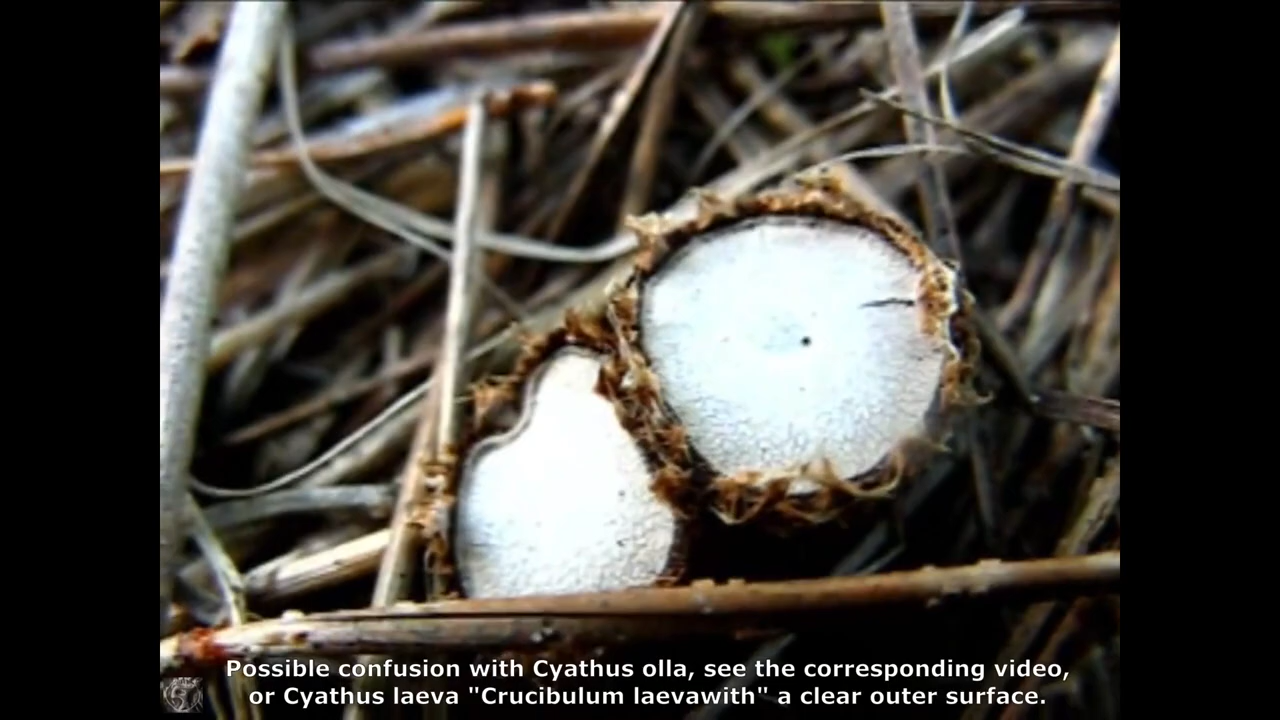 Possible confusion with Cyathus olla, see the corresponding video,
or Cyathus laeva "Crucibulum laevawith" a clear outer surface.